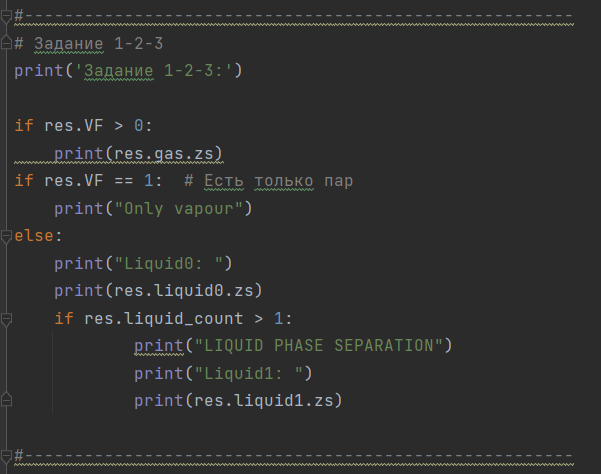 #-------------------------------------------------------
# Задание 1-2-3
print('Задание 1-2-3:')
if res.VF > 0:
    print(res.gas.zs)
if res.VF == 1:  # Есть только пар
    print("Only vapour")
else:
    print("Liquid0: ")
    print(res.liquid0.zs)
    if res.liquid_count > 1:
            print("LIQUID PHASE SEPARATION")
            print("Liquid1: ")
            print(res.liquid1.zs)
#-------------------------------------------------------